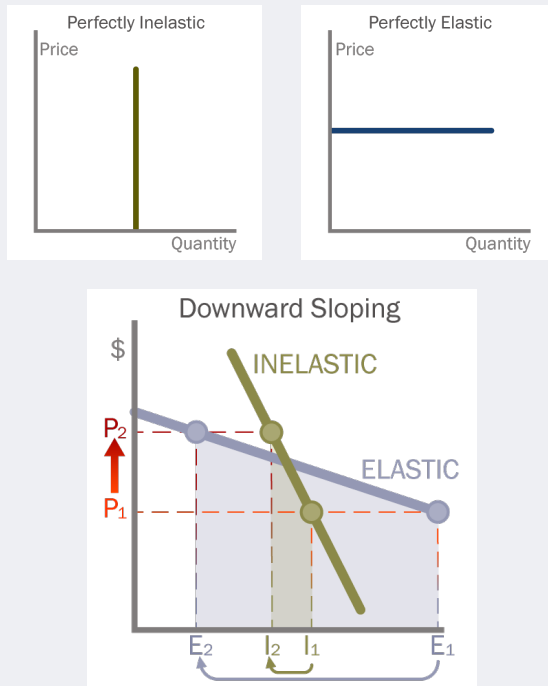 Perfectly Inelastic
Price
Quantity
Perfectly Elastic
Price
Quantity
Downward Sloping
$
INELASTIC
P2
ELASTIC
P1
E2 I2 I1 E1